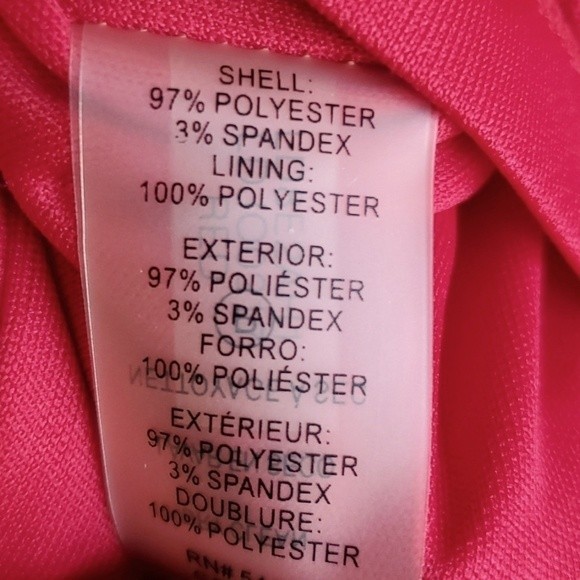 SHELL:
97% POLYESTER
3% SPANDEX
LINING:
100% POLYESTER
EXTERIOR:
97% POLIÉSTER
3% SPANDEX
FORRO:
100% POLIÉSTER
EXTÉRIEUR:
97% POLYESTER
3% SPANDEX
DOUBLURE:
100% POLYESTER
RN#